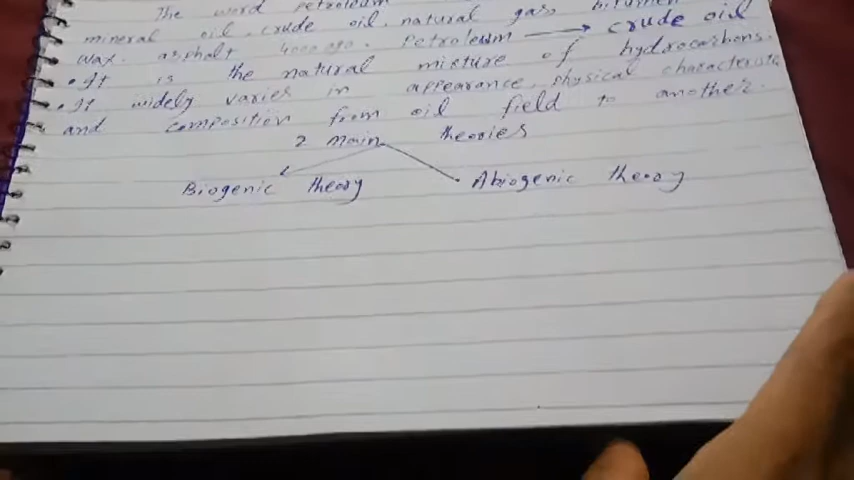 The word petroleum
mineral oil, crude oil, natural gas, bitumen
wax, asphalt Petroleum → crude oil
• It is the natural mixture of hydrocarbons.
• It widely varies in appearance, physical characteristics
and composition from oil field to another.
2 main theories
Biogenic theory Abiogenic theory